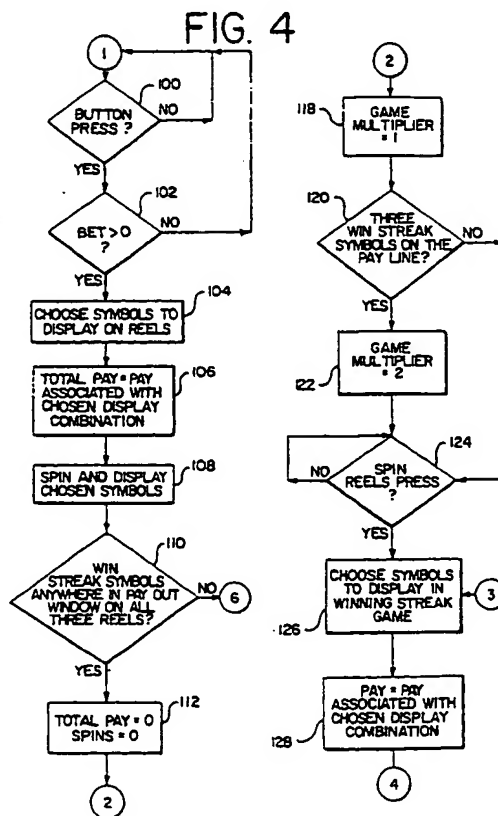 FIG. 4
1
100
BUTTON
PRESS ?
NO
YES
102
BET > 0
?
NO
YES
104
CHOOSE SYMBOLS TO
DISPLAY ON REELS
106
TOTAL PAY = PAY
ASSOCIATED WITH
CHOSEN DISPLAY
COMBINATION
108
SPIN AND DISPLAY
CHOSEN SYMBOLS
110
WIN
STREAK SYMBOLS
ANYWHERE IN PAY OUT
WINDOW ON ALL
THREE REELS?
NO
6
YES
112
TOTAL PAY = 0
SPINS = 0
2
2
118
GAME
MULTIPLIER
= 1
120
THREE
WIN STREAK
SYMBOLS ON THE
PAY LINE?
NO
YES
GAME
MULTIPLIER
= 2
122
124
SPIN
REELS PRESS
?
NO
YES
CHOOSE SYMBOLS
TO DISPLAY IN
WINNING STREAK
GAME
126
3
PAY = PAY
ASSOCIATED WITH
CHOSEN DISPLAY
COMBINATION
128
4